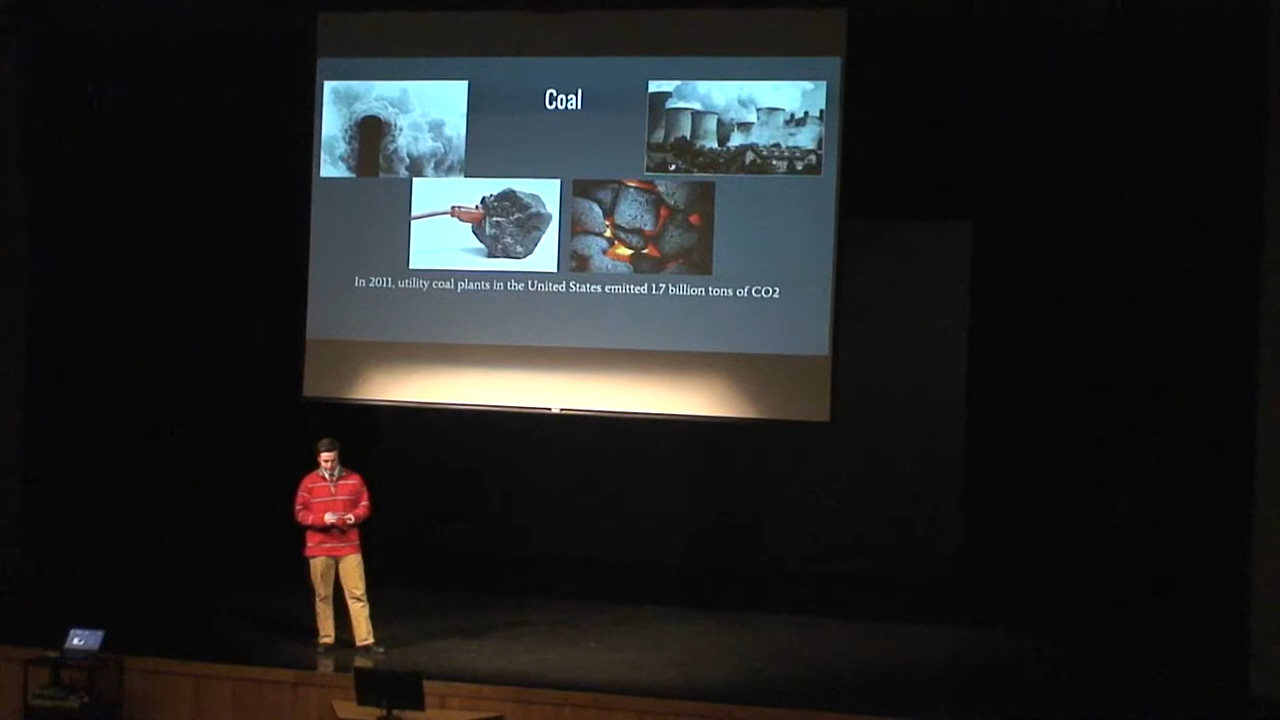 Coal
In 2011, utility coal plants in the United States emitted 1.7 billion tons of CO2